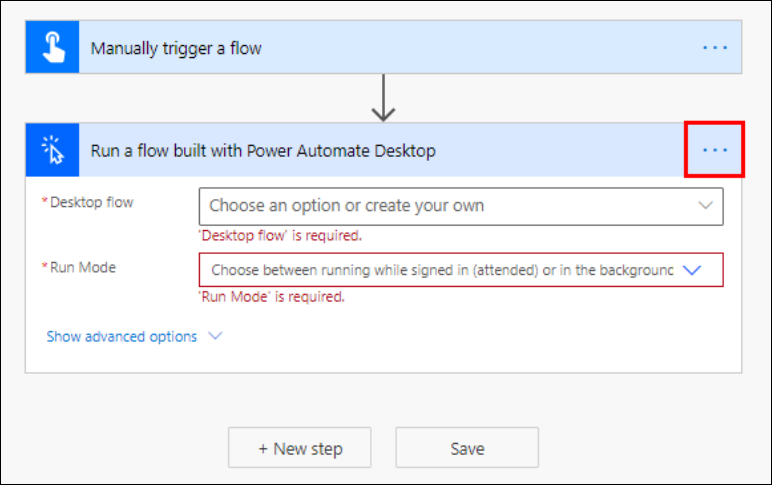 Manually trigger a flow
Run a flow built with Power Automate Desktop
*Desktop flow
Choose an option or create your own
'Desktop flow' is required.
*Run Mode
Choose between running while signed in (attended) or in the background
'Run Mode' is required.
Show advanced options
+ New step
Save